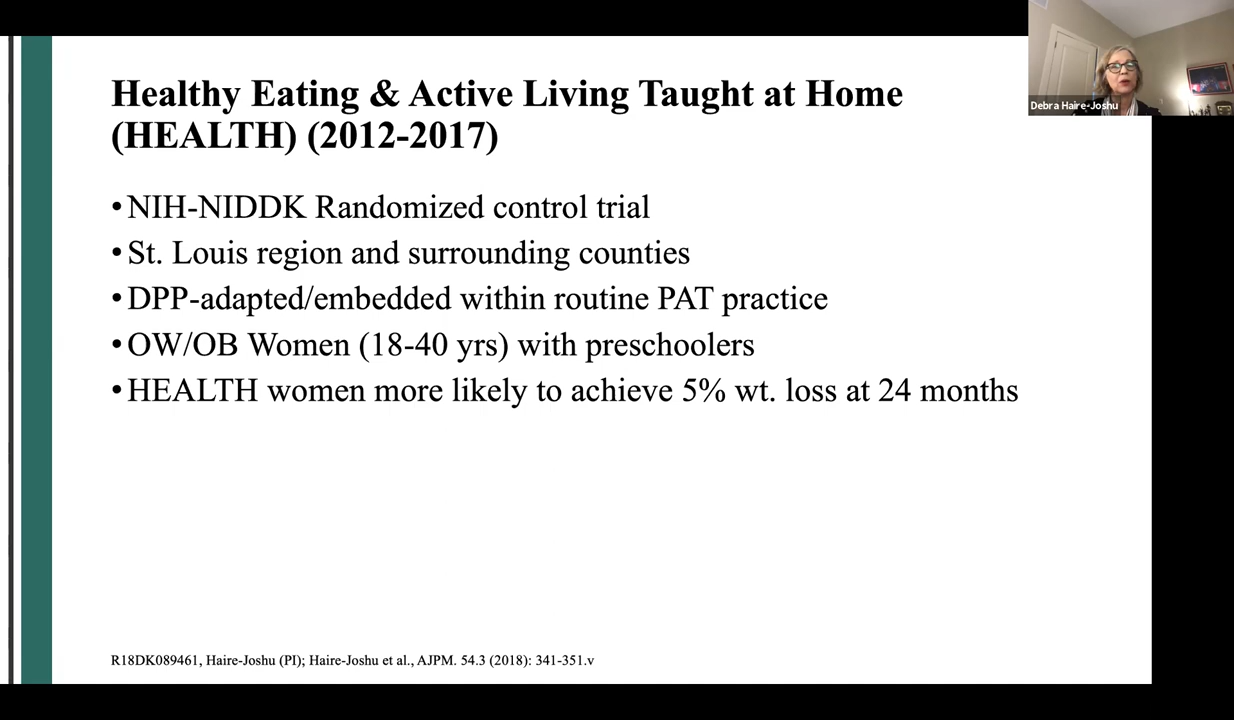 Healthy Eating & Active Living Taught at Home
(HEALTH) (2012-2017)
Debra Haire-Joshu
•NIH-NIDDK Randomized control trial
•St. Louis region and surrounding counties
•DPP-adapted/embedded within routine PAT practice
•OW/OB Women (18-40 yrs) with preschoolers
•HEALTH women more likely to achieve 5% wt. loss at 24 months
R18DK089461, Haire-Joshu (PI); Haire-Joshu et al., AJPM. 54.3 (2018): 341-351.v